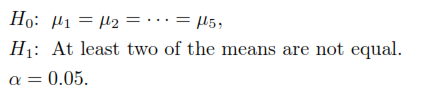 H₀: μ₁ = μ₂ = ··· = μ₅,
H₁: At least two of the means are not equal.
α = 0.05.